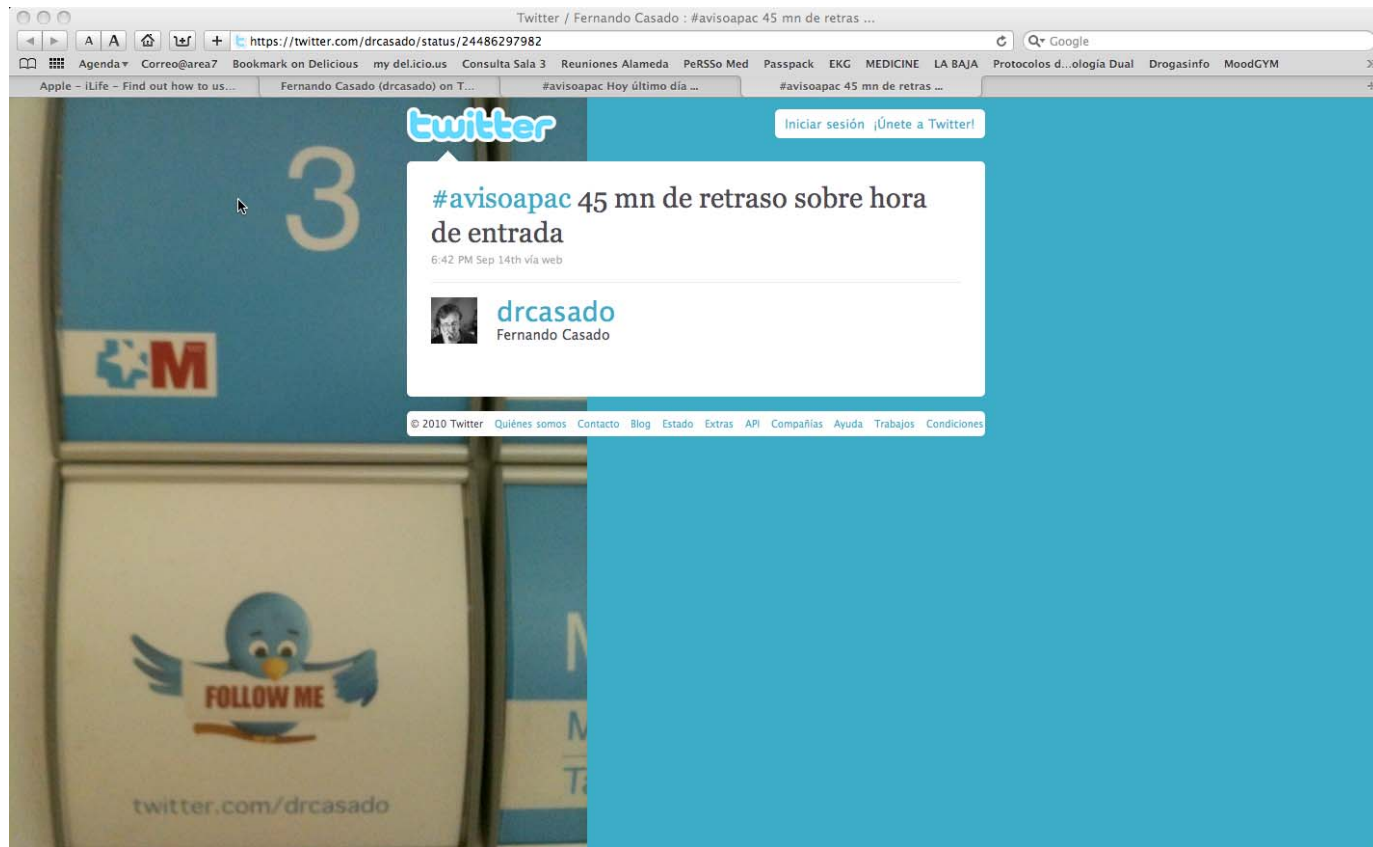 Twitter / Fernando Casado : #avisoapac 45 mn de retras ...
A A + https://twitter.com/drcasado/status/24486297982 Google
Agenda Correo@area7 Bookmark on Delicious my del.icio.us Consulta Sala 3 Reuniones Alameda PeRSSo Med Passpack EKG MEDICINE LA BAJA Protocolos d...ología Dual Drogasinfo MoodGYM
Apple – iLife – Find out how to us... Fernando Casado (drcasado) on T... #avisoapac Hoy último día ... #avisoapac 45 mn de retras ...
twitter
Iniciar sesión ¡Únete a Twitter!
3
#avisoapac 45 mn de retraso sobre hora
de entrada
6:42 PM Sep 14th vía web
drcasado
Fernando Casado
M
© 2010 Twitter Quiénes somos Contacto Blog Estado Extras API Compañías Ayuda Trabajos Condiciones
FOLLOW ME
twitter.com/drcasado